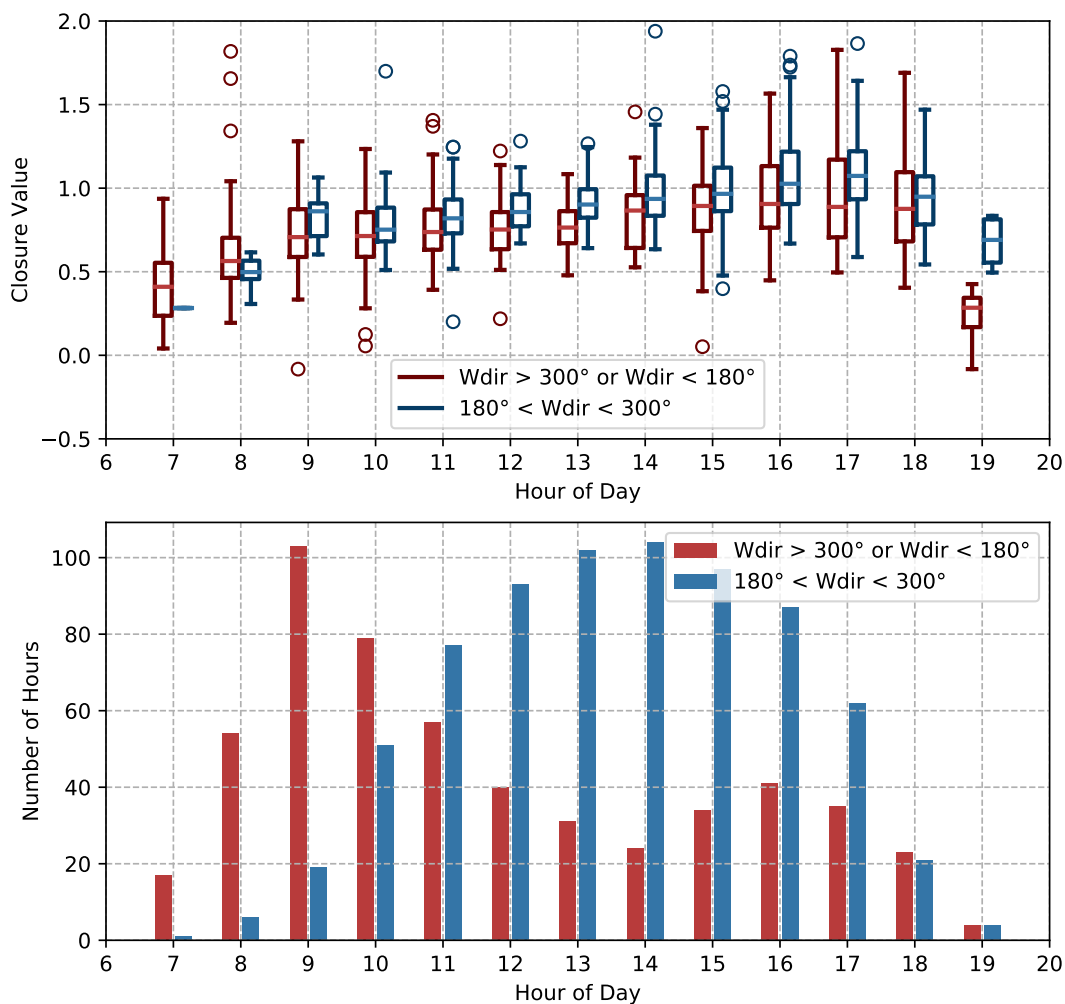 2.0
1.5
1.0
0.5
0.0
−0.5
Closure Value
Wdir > 300° or Wdir < 180°
180° < Wdir < 300°
6 7 8 9 10 11 12 13 14 15 16 17 18 19 20
Hour of Day
100
80
60
40
20
0
Number of Hours
Wdir > 300° or Wdir < 180°
180° < Wdir < 300°
6 7 8 9 10 11 12 13 14 15 16 17 18 19 20
Hour of Day